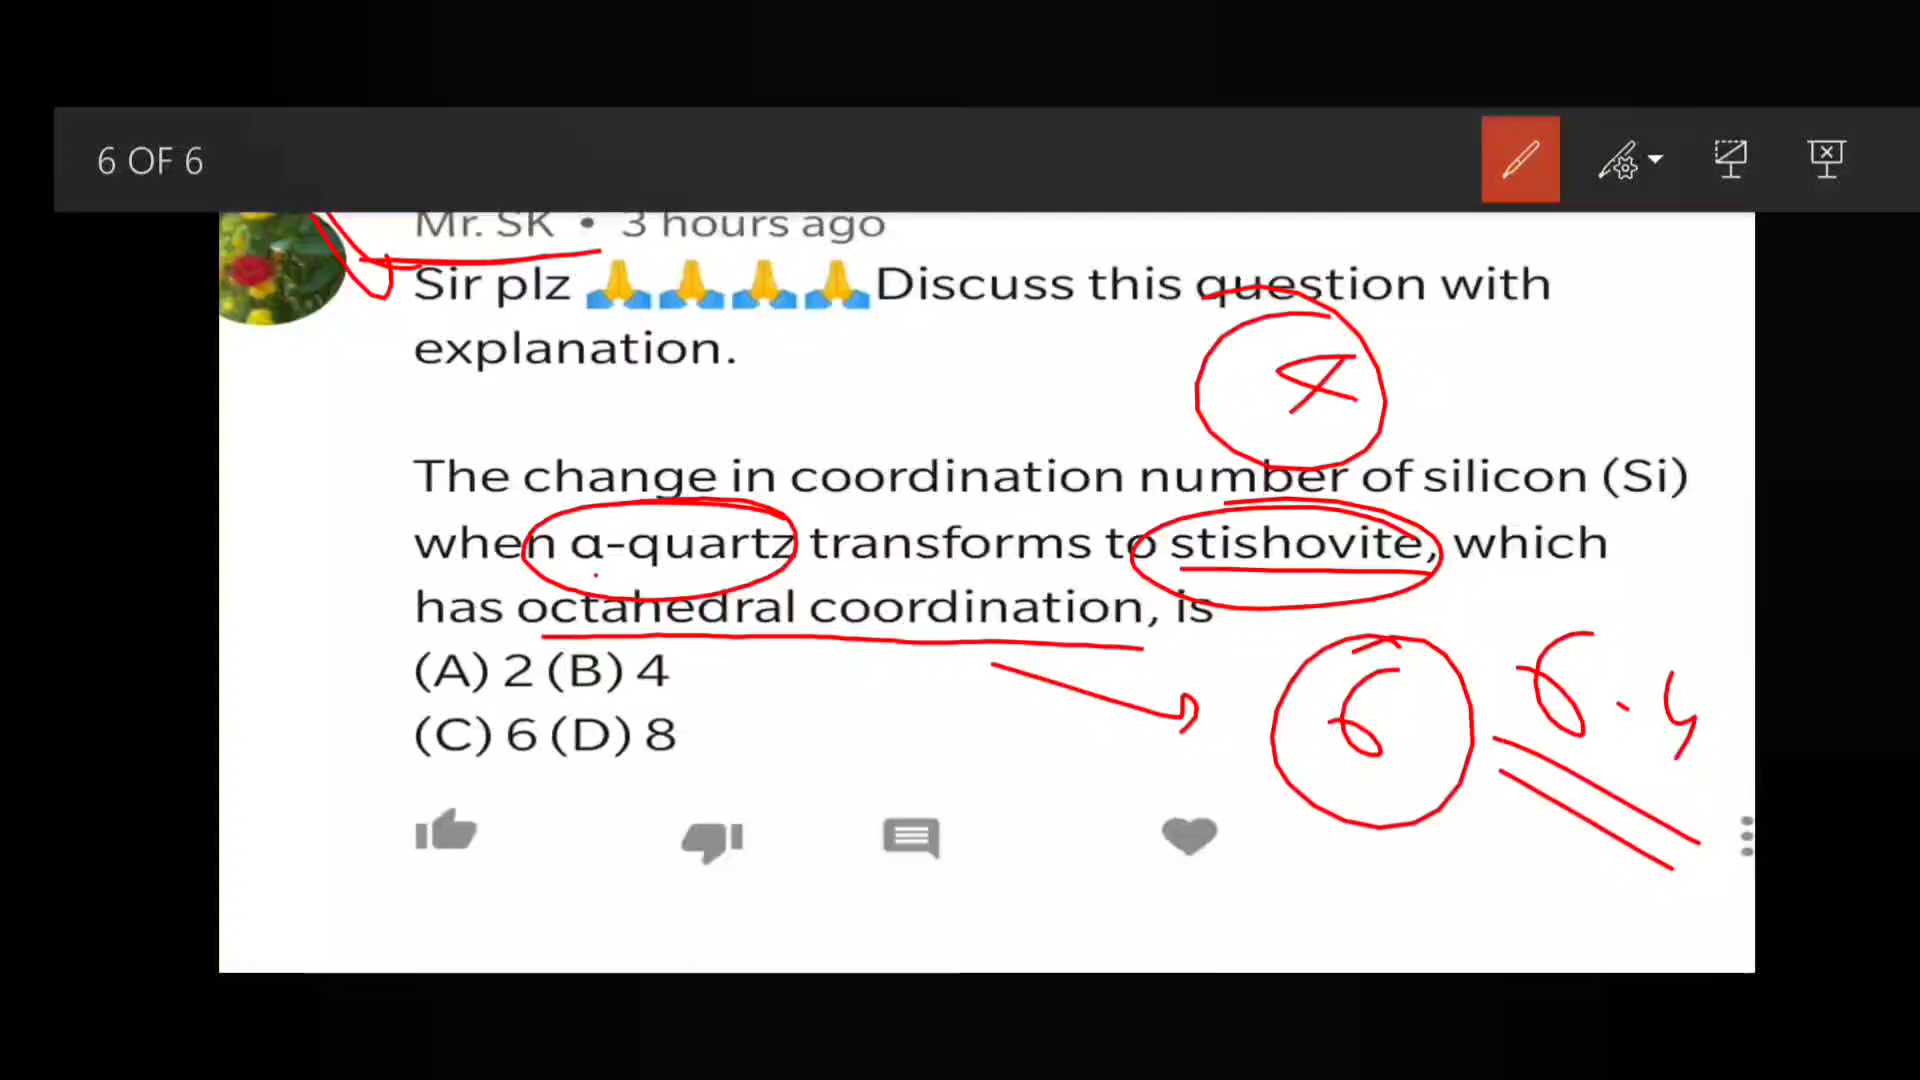 6 OF 6
Mr. SK • 3 hours ago
Sir plz 🙏🙏🙏🙏Discuss this question with
explanation.
4
The change in coordination number of silicon (Si)
when α-quartz transforms to stishovite, which
has octahedral coordination, is
(A) 2 (B) 4
(C) 6 (D) 8
6 6-4